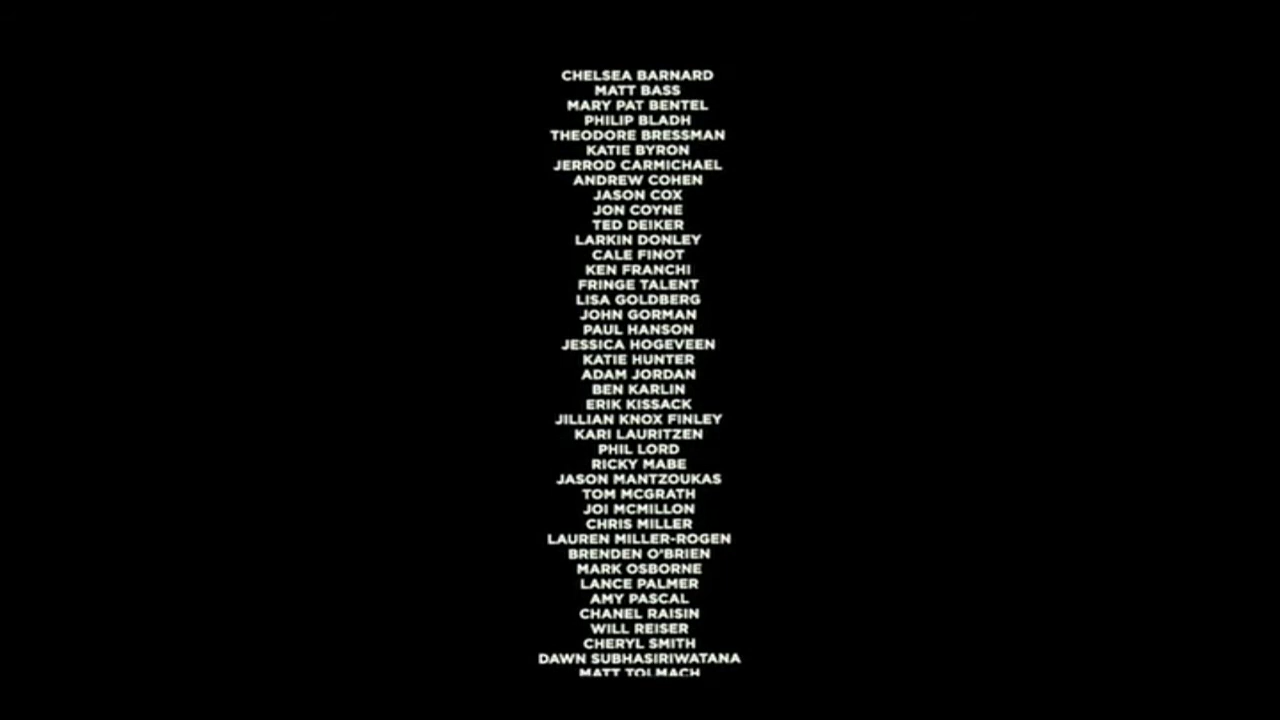 CHELSEA BARNARD
MATT BASS
MARY PAT BENTEL
PHILIP BLADH
THEODORE BRESSMAN
KATIE BYRON
JERROD CARMICHAEL
ANDREW COHEN
JASON COX
JON COYNE
TED DEIKER
LARKIN DONLEY
CALE FINOT
KEN FRANCHI
FRINGE TALENT
LISA GOLDBERG
JOHN GORMAN
PAUL HANSON
JESSICA HOGEVEEN
KATIE HUNTER
ADAM JORDAN
BEN KARLIN
ERIK KISSACK
JILLIAN KNOX FINLEY
KARI LAURITZEN
PHIL LORD
RICKY MABE
JASON MANTZOUKAS
TOM MCGRATH
JOI MCMILLON
CHRIS MILLER
LAUREN MILLER-ROGEN
BRENDEN O'BRIEN
MARK OSBORNE
LANCE PALMER
AMY PASCAL
CHANEL RAISIN
WILL REISER
CHERYL SMITH
DAWN SUBHASIRIWATANA
MATT TOLMACH